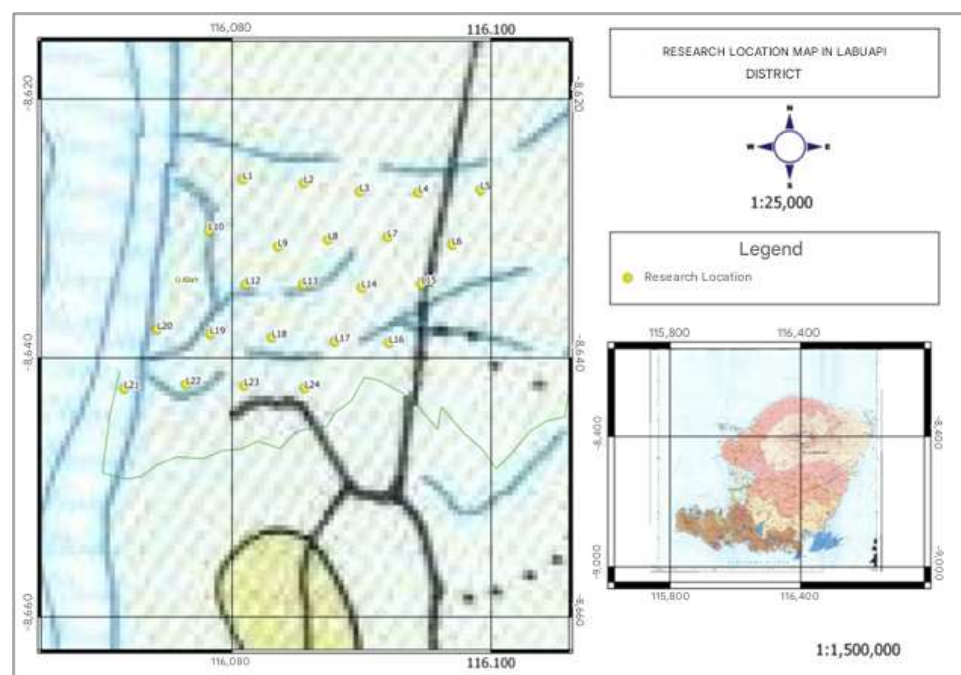 116,080
116.100
RESEARCH LOCATION MAP IN LABUAPI
DISTRICT
-8,620
-8,620
N
W
E
S
1:25,000
L1
L2
L3
L4
L5
L10
L9
L8
L7
L6
Legend
Research Location
L12
L13
L14
L15
L20
L19
L18
L17
L16
-8,640
-8,640
L21
L22
L23
L24
115,800
116,400
-8,400
-8,400
-9,000
-9,000
115,800
116,400
-8,660
-8,660
116,080
116.100
1:1,500,000